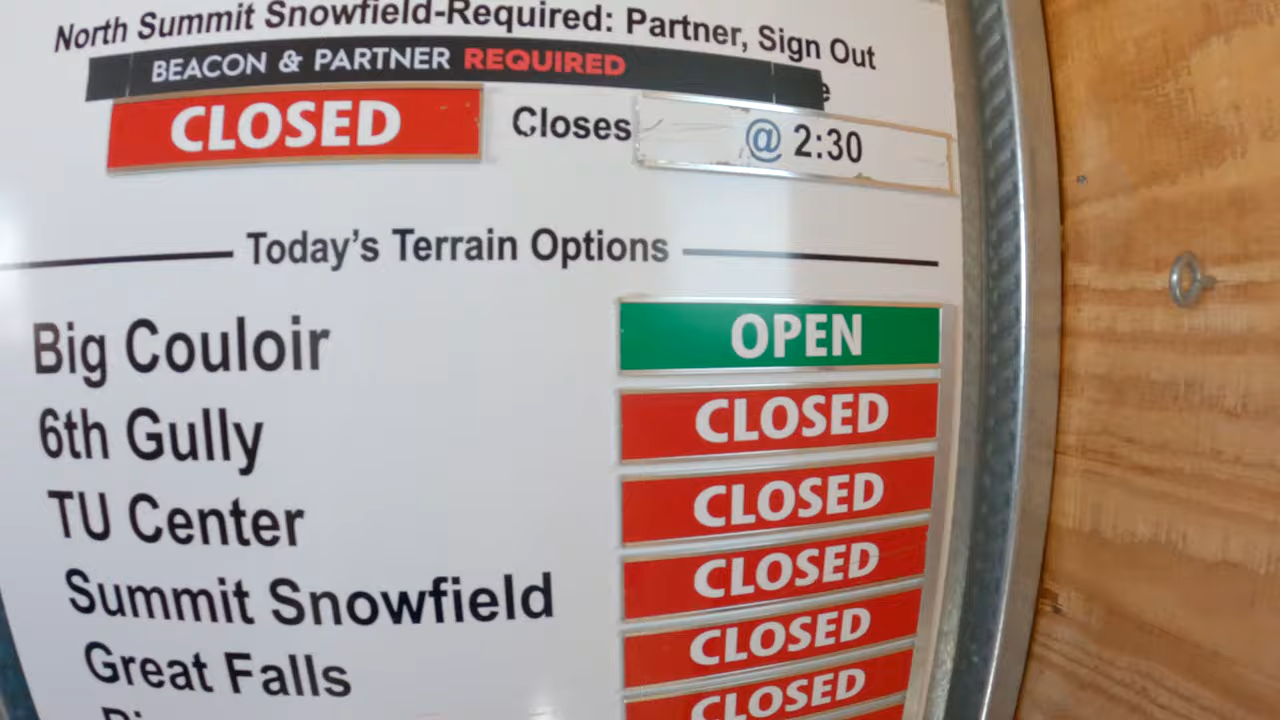 North Summit Snowfield-Required: Partner, Sign Out
BEACON & PARTNER REQUIRED
CLOSED Closes @ 2:30
Today's Terrain Options
Big Couloir OPEN
6th Gully CLOSED
TU Center CLOSED
Summit Snowfield CLOSED
Great Falls CLOSED
CLOSED